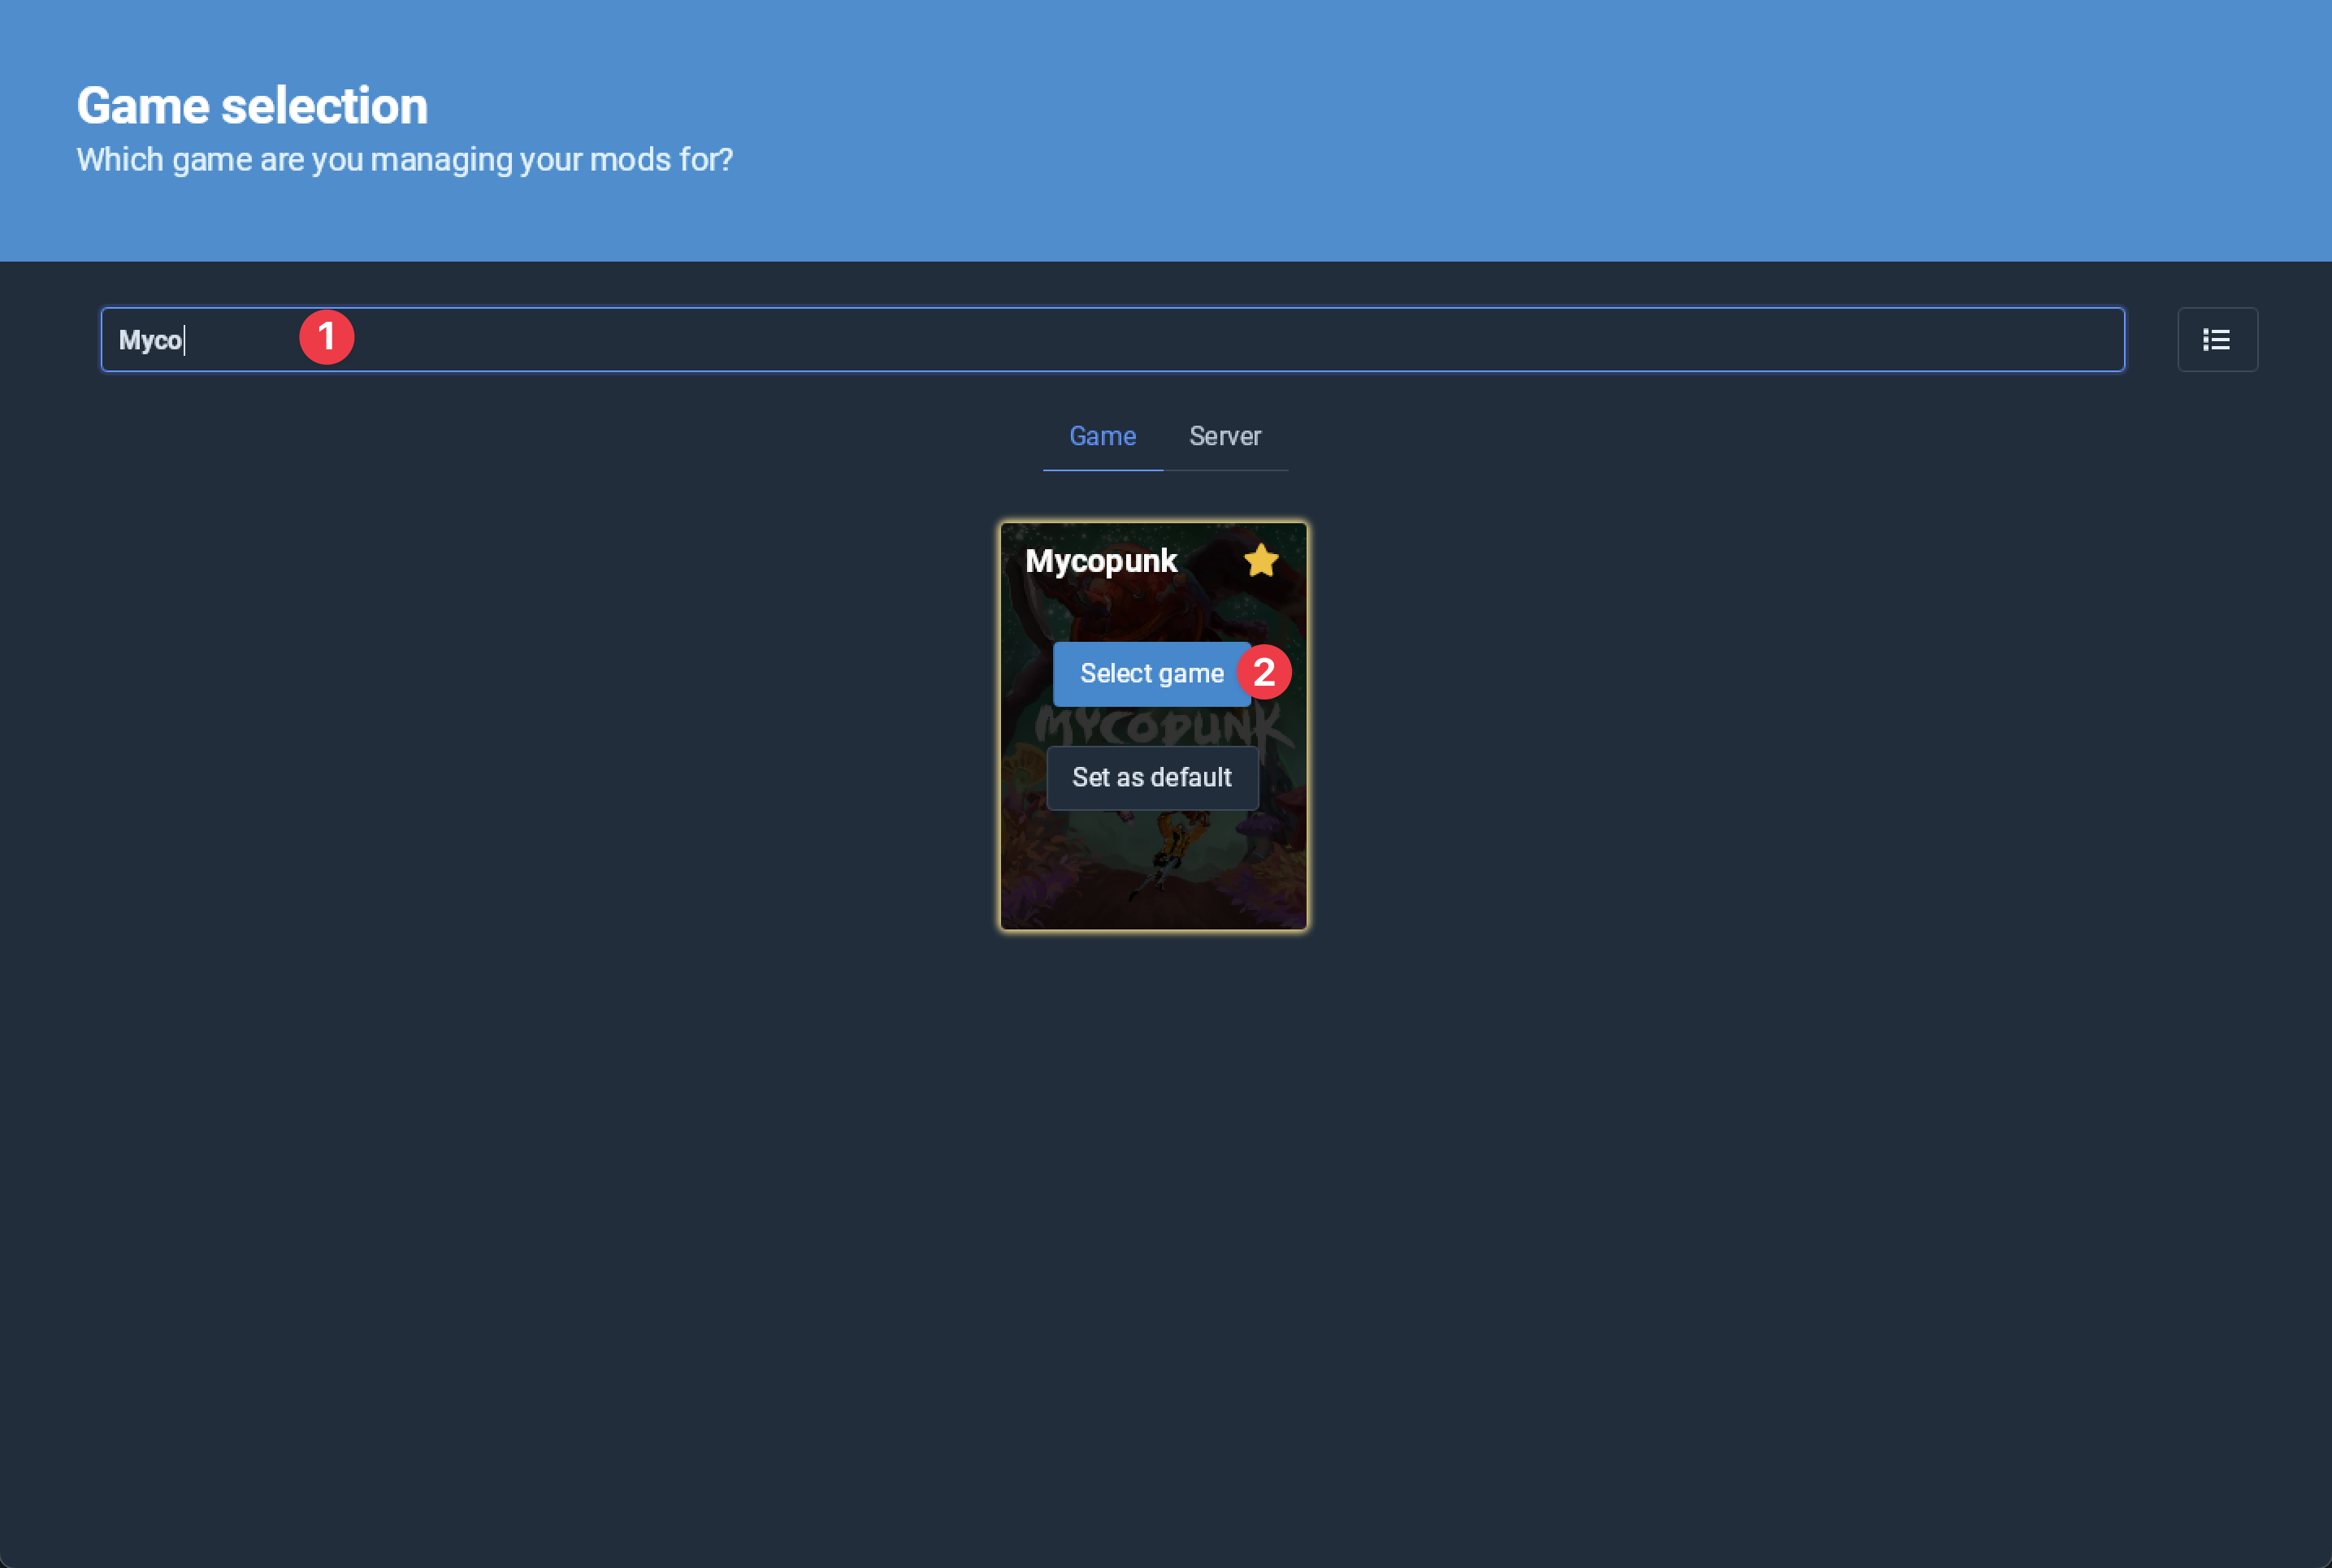 Game selection
Which game are you managing your mods for?
Myco
1
Game Server
Mycopunk
Select game
2
MYCOPUNK
Set as default